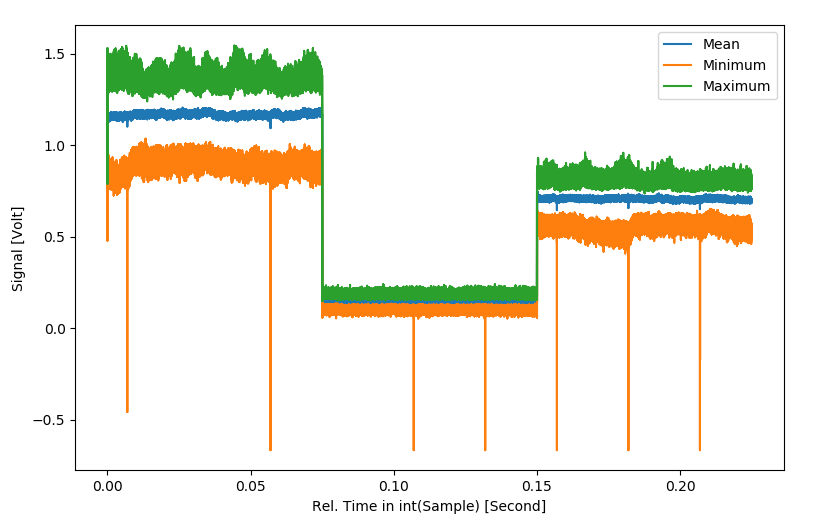 Mean
Minimum
Maximum
1.5
1.0
0.5
0.0
−0.5
Signal [Volt]
0.00 0.05 0.10 0.15 0.20
Rel. Time in int(Sample) [Second]